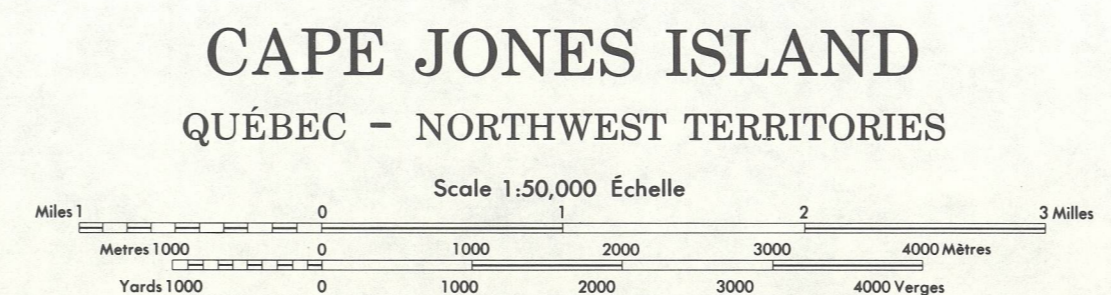 CAPE JONES ISLAND
QUÉBEC – NORTHWEST TERRITORIES
Scale 1:50,000 Échelle
Miles 1 0 1 2 3 Milles
Metres 1000 0 1000 2000 3000 4000 Mètres
Yards 1000 0 1000 2000 3000 4000 Verges